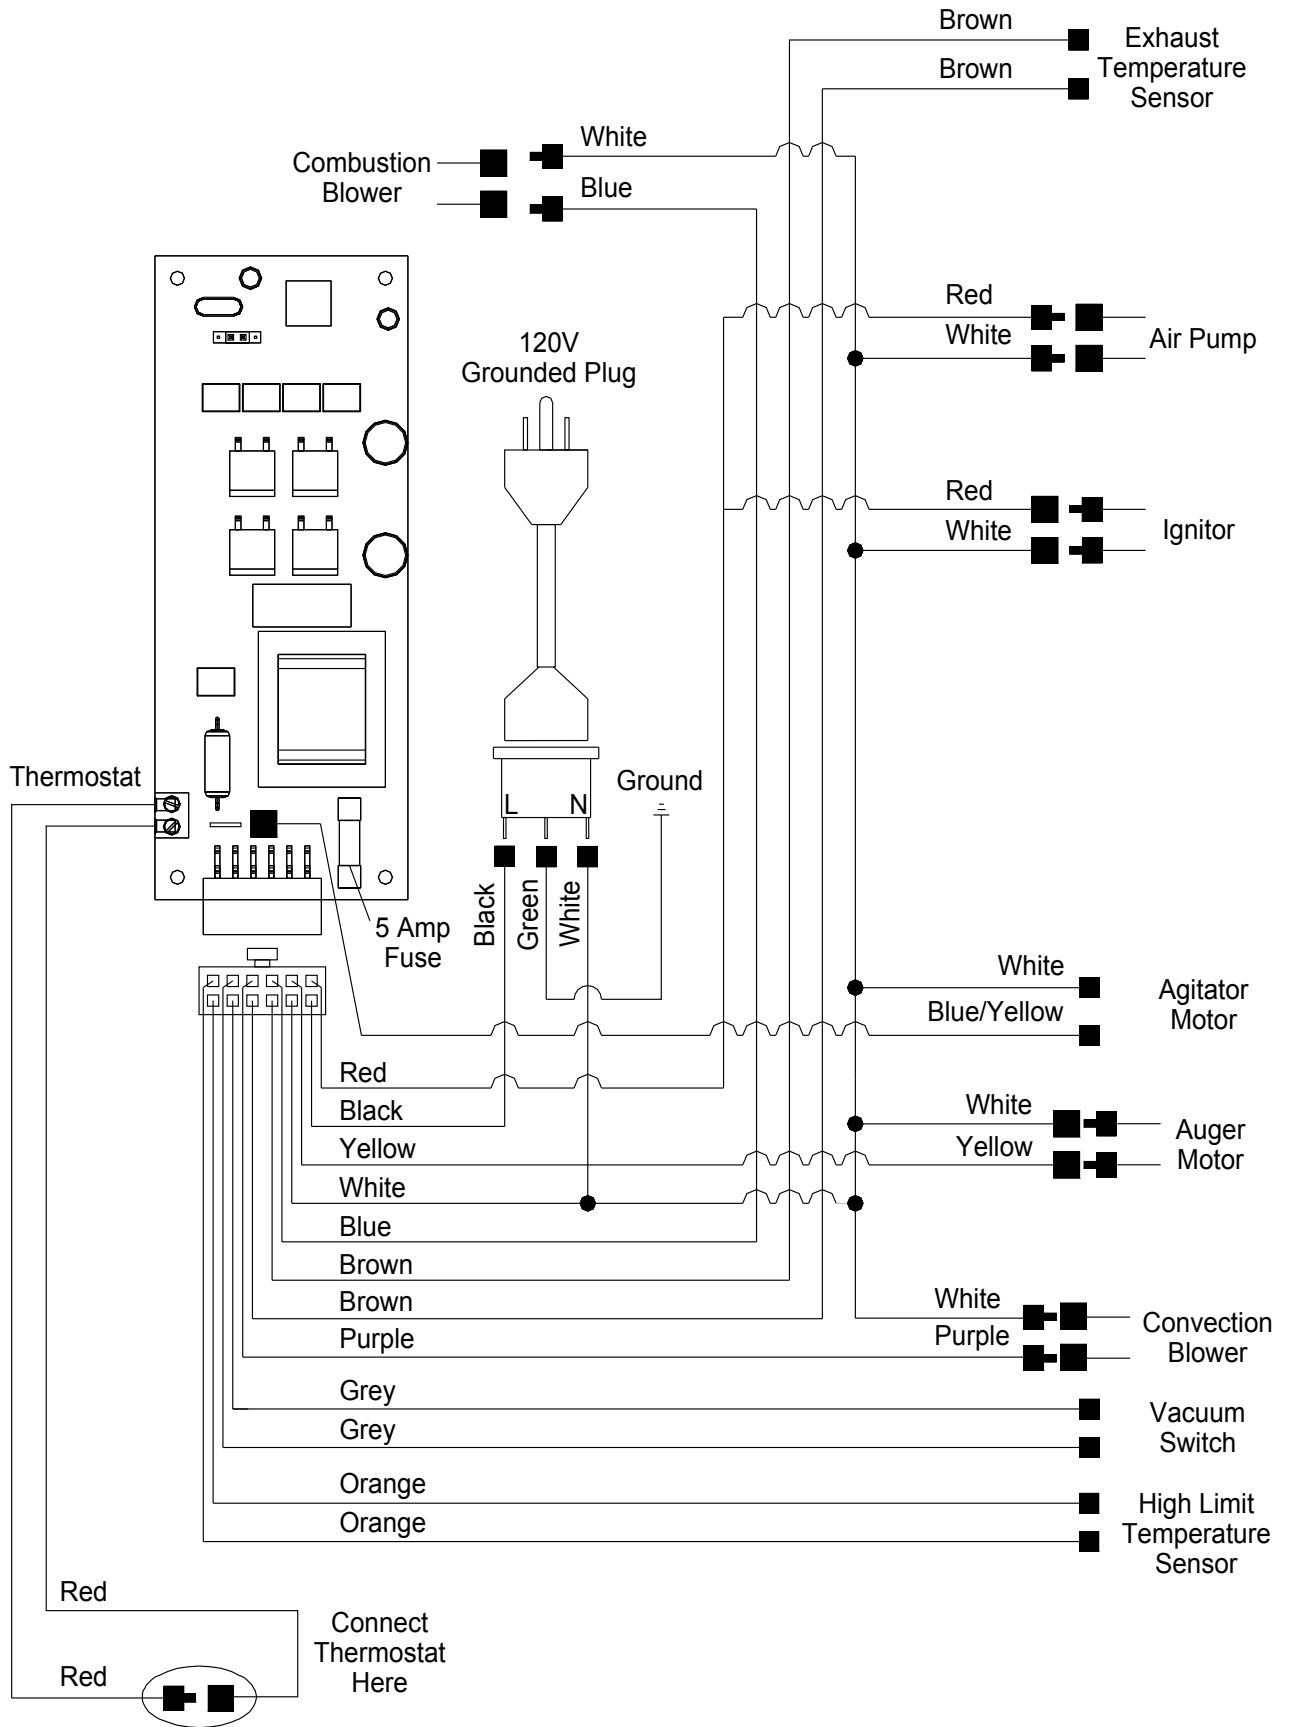 Brown
Exhaust
Temperature
Sensor
Brown
White
Combustion
Blower
Blue
Red
White
Air Pump
120V
Grounded Plug
Red
White
Ignitor
Thermostat
Ground
L
N
Black
Green
White
5 Amp
Fuse
White
Blue/Yellow
Agitator
Motor
Red
Black
Yellow
White
Blue
Brown
Brown
Purple
White
Yellow
Auger
Motor
White
Purple
Convection
Blower
Grey
Grey
Vacuum
Switch
Orange
Orange
High Limit
Temperature
Sensor
Red
Red
Connect
Thermostat
Here